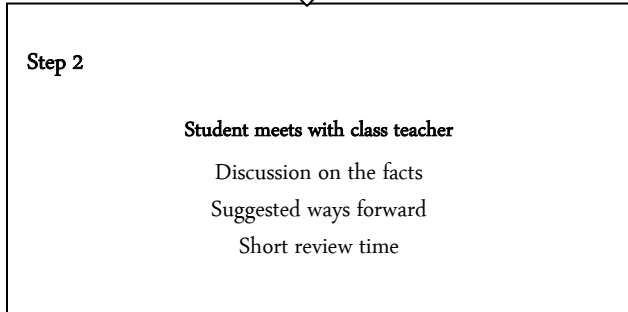 Step 2
Student meets with class teacher
Discussion on the facts
Suggested ways forward
Short review time